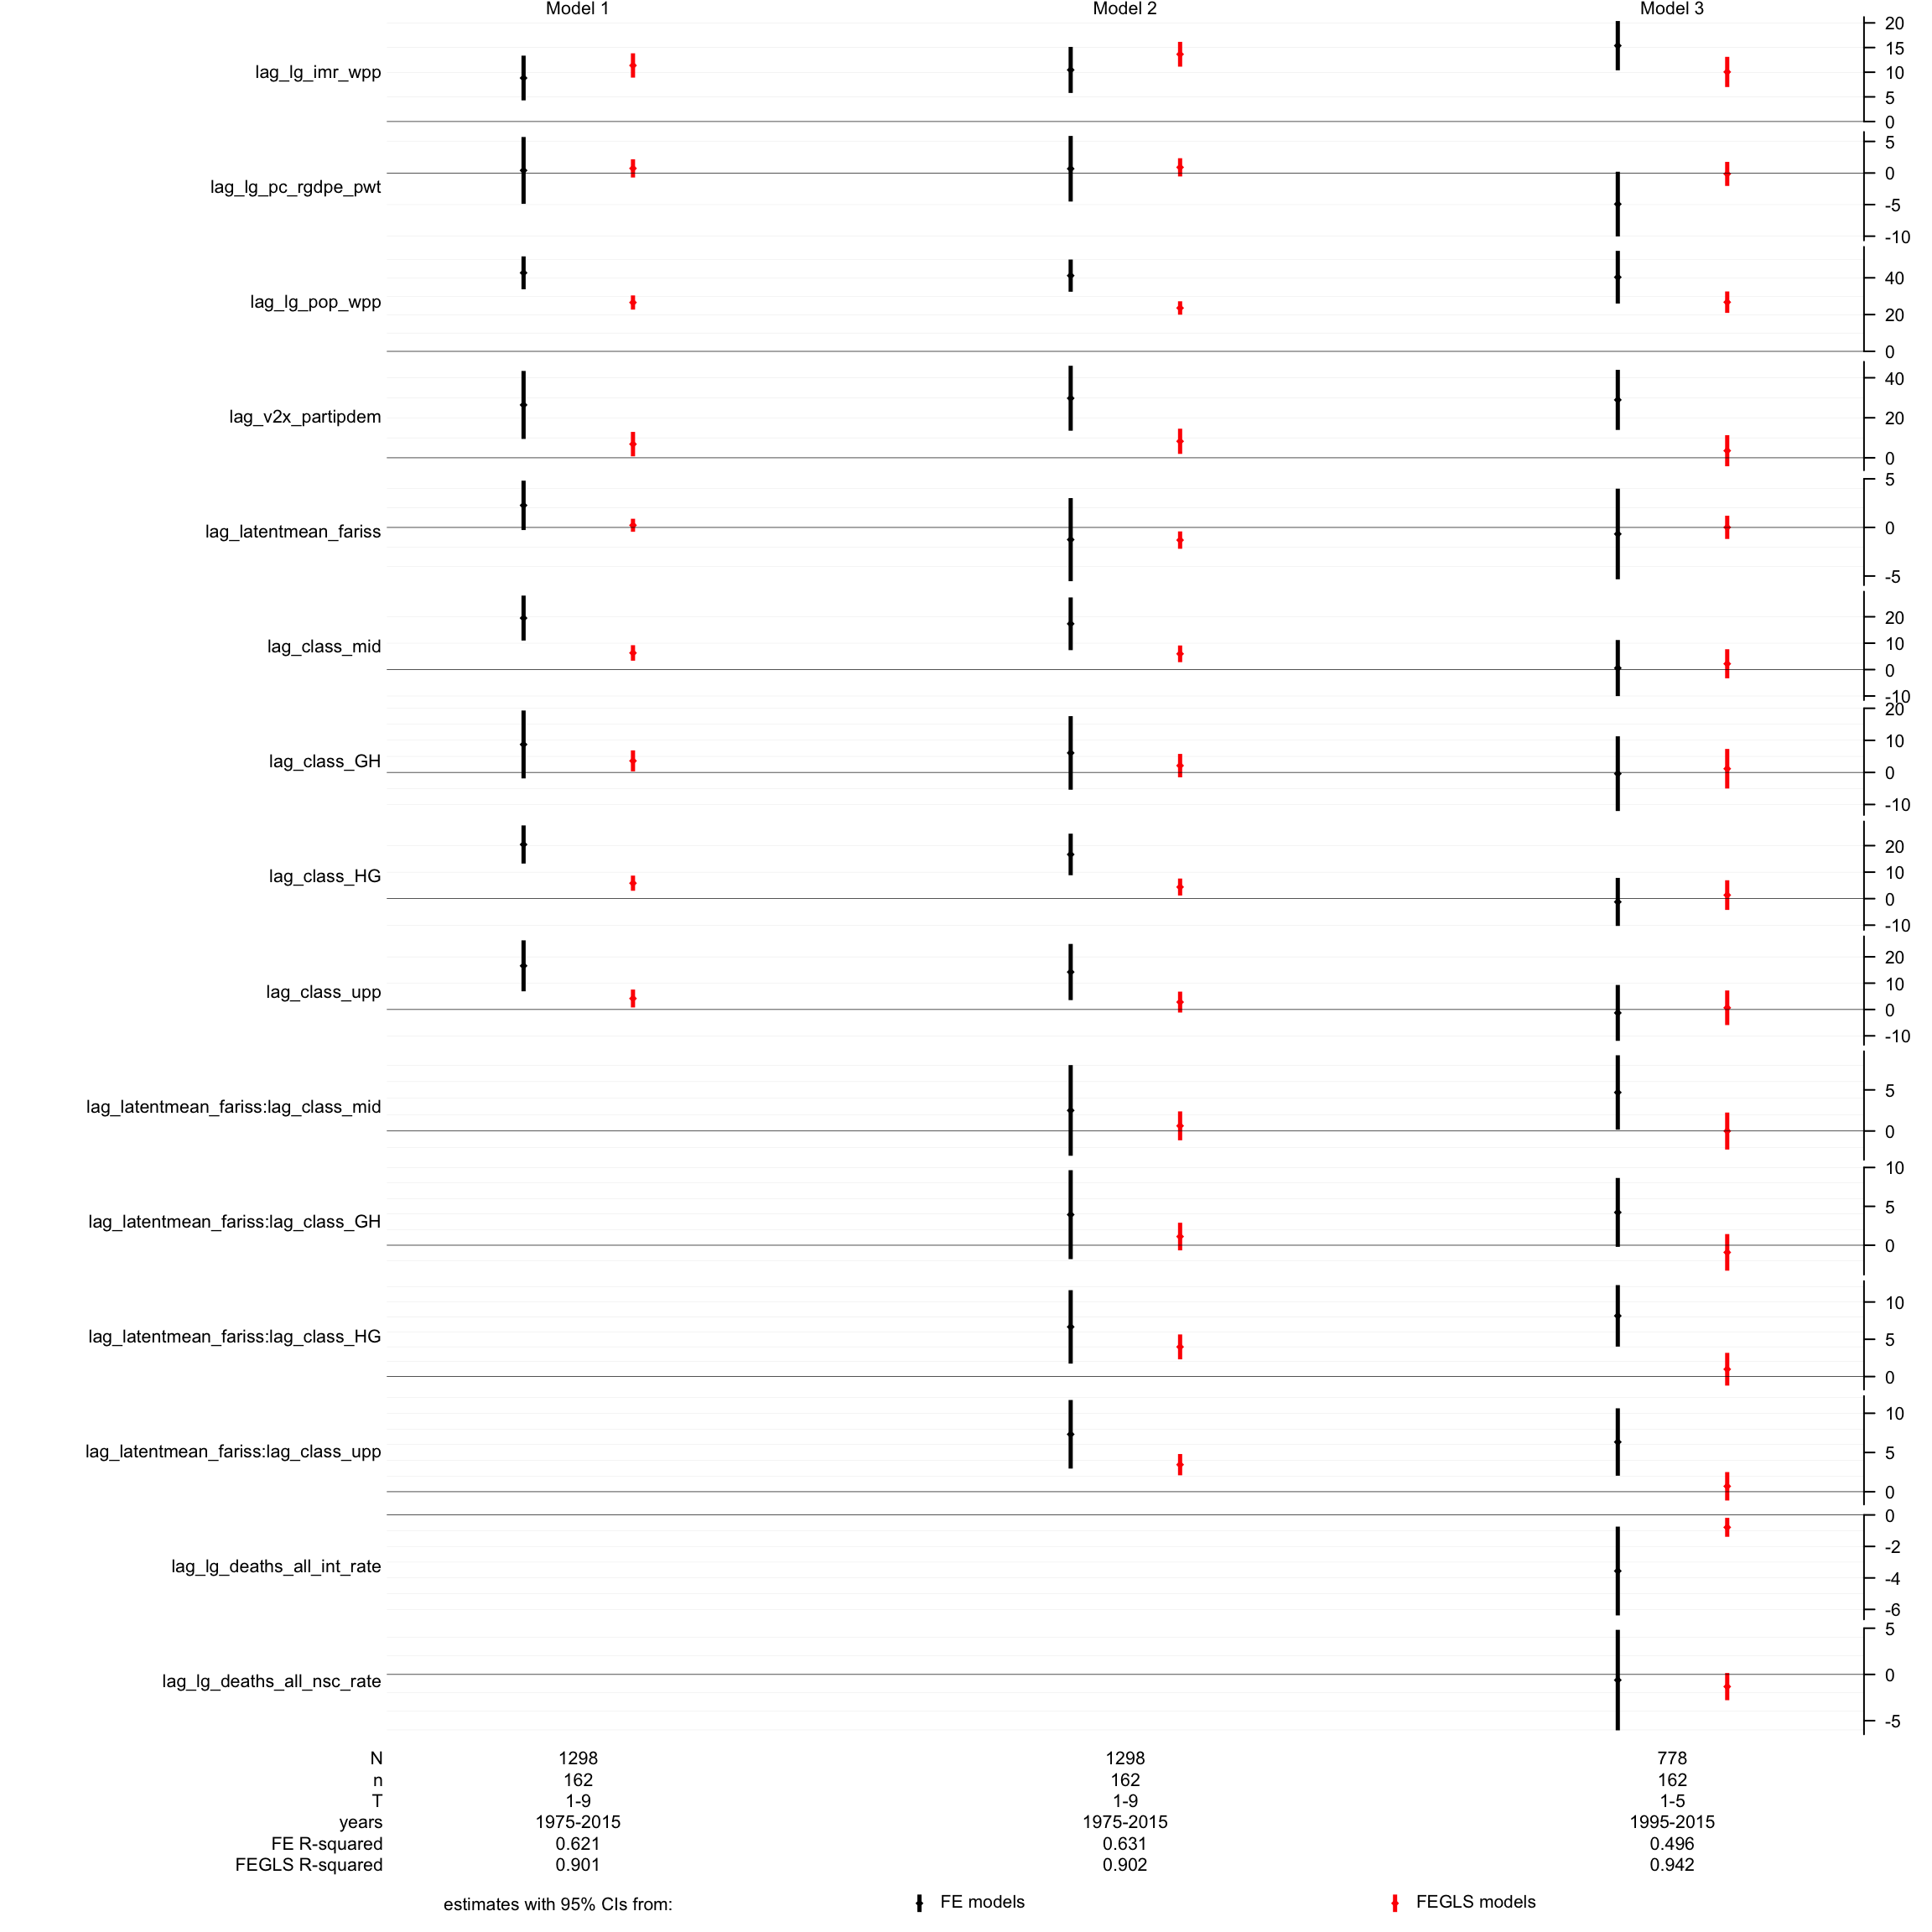 Model 1 Model 2 Model 3
lag_lg_imr_wpp
20
15
10
5
0
lag_lg_pc_rgdpe_pwt
5
0
-5
-10
lag_lg_pop_wpp
40
20
0
lag_v2x_partipdem
40
20
0
lag_latentmean_fariss
5
0
-5
lag_class_mid
20
10
0
-10
lag_class_GH
20
10
0
-10
lag_class_HG
20
10
0
-10
lag_class_upp
20
10
0
-10
lag_latentmean_fariss:lag_class_mid
5
0
lag_latentmean_fariss:lag_class_GH
10
5
0
lag_latentmean_fariss:lag_class_HG
10
5
0
lag_latentmean_fariss:lag_class_upp
10
5
0
lag_lg_deaths_all_int_rate
0
-2
-4
-6
lag_lg_deaths_all_nsc_rate
5
0
-5
N 1298 1298 778
n 162 162 162
T 1-9 1-9 1-5
years 1975-2015 1975-2015 1995-2015
FE R-squared 0.621 0.631 0.496
FEGLS R-squared 0.901 0.902 0.942
estimates with 95% CIs from: FE models FEGLS models